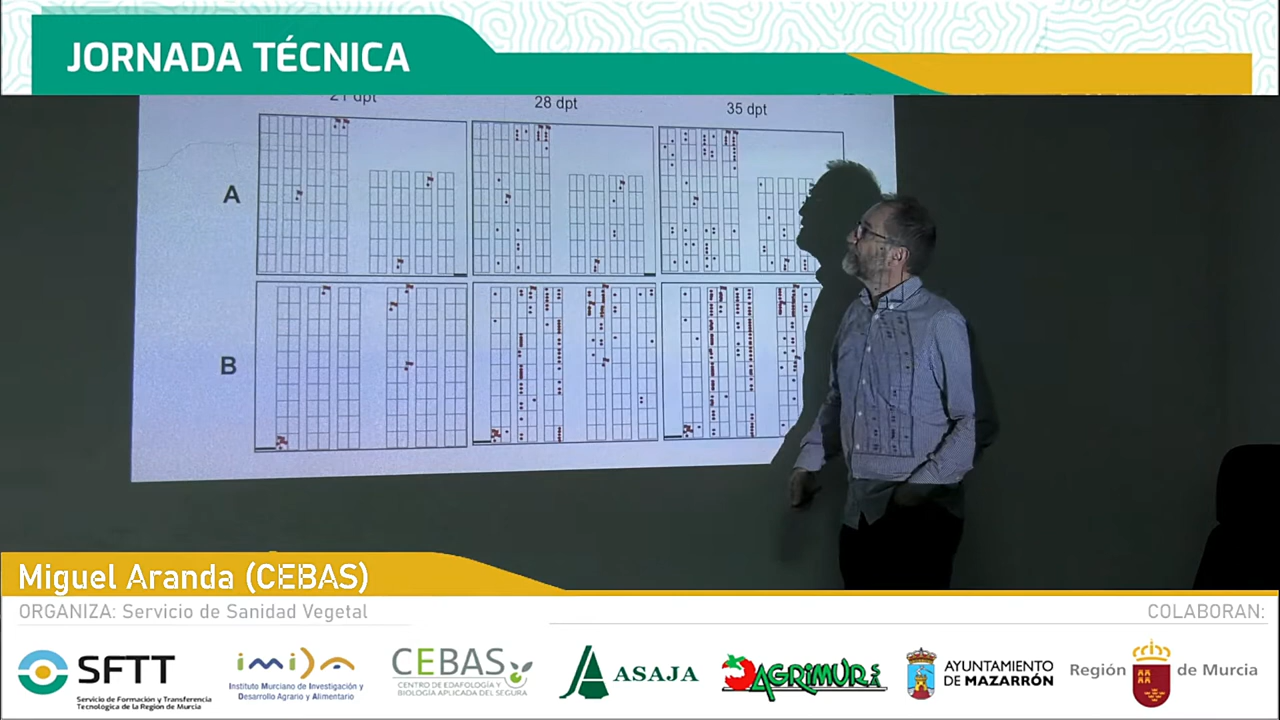 JORNADA TÉCNICA
21 dpt
28 dpt
35 dpt
A
B
Miguel Aranda (CEBAS)
ORGANIZA: Servicio de Sanidad Vegetal
COLABORAN:
SFTT
Servicio de Formación y Transferencia
Tecnológica de la Región de Murcia
imida
Instituto Murciano de Investigación y
Desarrollo Agrario y Alimentario
CEBAS
CENTRO DE EDAFOLOGÍA Y
BIOLOGÍA APLICADA DEL SEGURA
ASAJA
AGRIMUR
AYUNTAMIENTO
DE MAZARRÓN
Región de Murcia